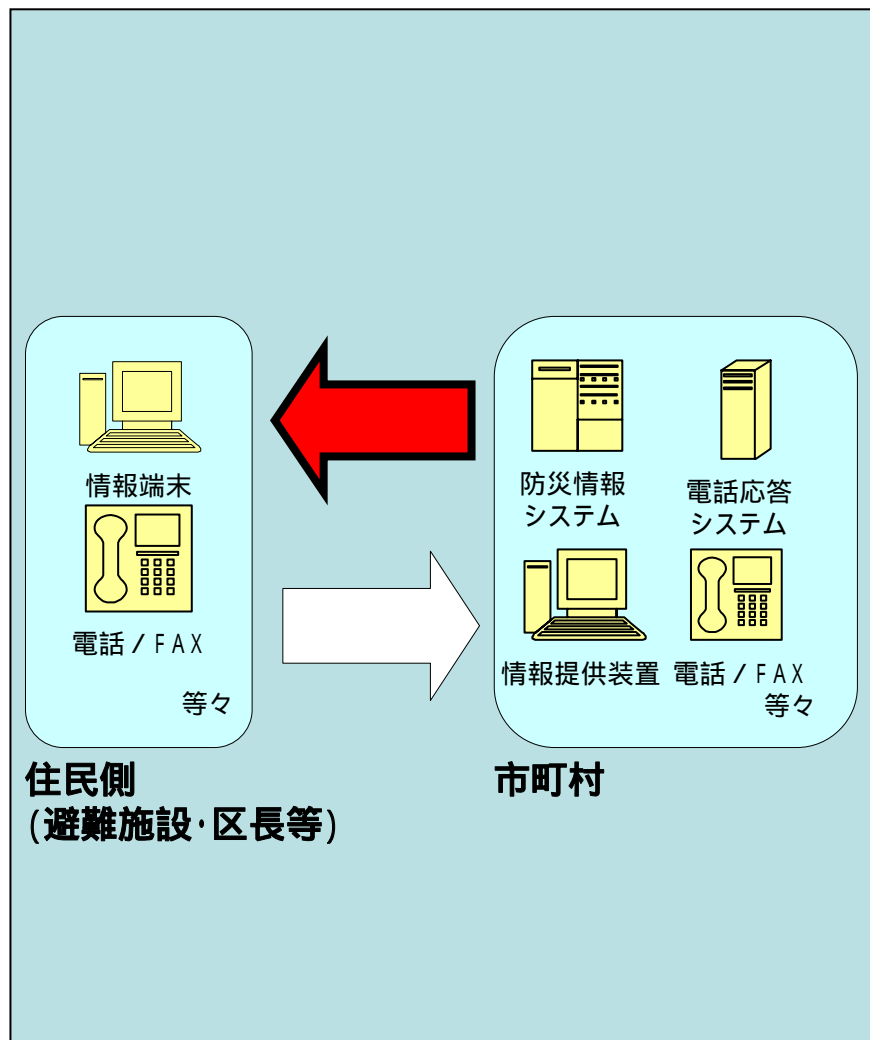 情報端末
電話/FAX
等々
住民側
(避難施設・区長等)
防災情報
システム
電話応答
システム
情報提供装置
電話/FAX
等々
市町村